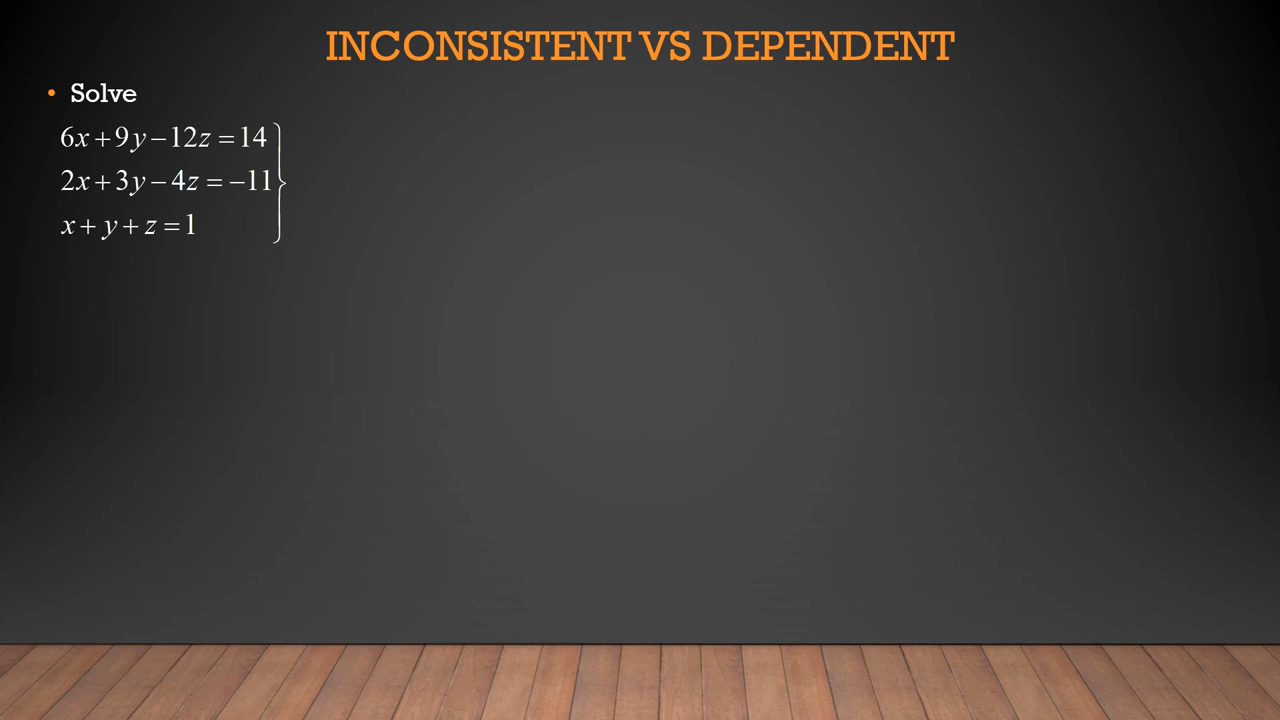 INCONSISTENT VS DEPENDENT
• Solve
6x + 9y − 12z = 14
2x + 3y − 4z = −11
x + y + z = 1